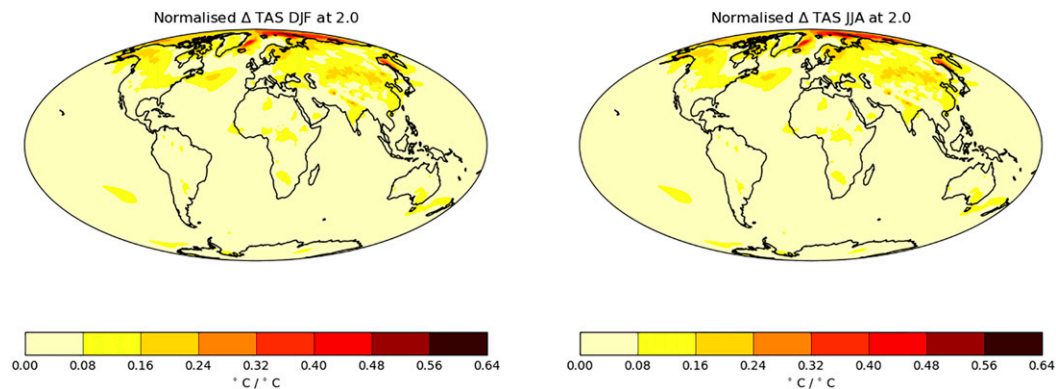 Normalised Δ TAS DJF at 2.0
Normalised Δ TAS JJA at 2.0
0.00 0.08 0.16 0.24 0.32 0.40 0.48 0.56 0.64
°C/°C
0.00 0.08 0.16 0.24 0.32 0.40 0.48 0.56 0.64
°C/°C